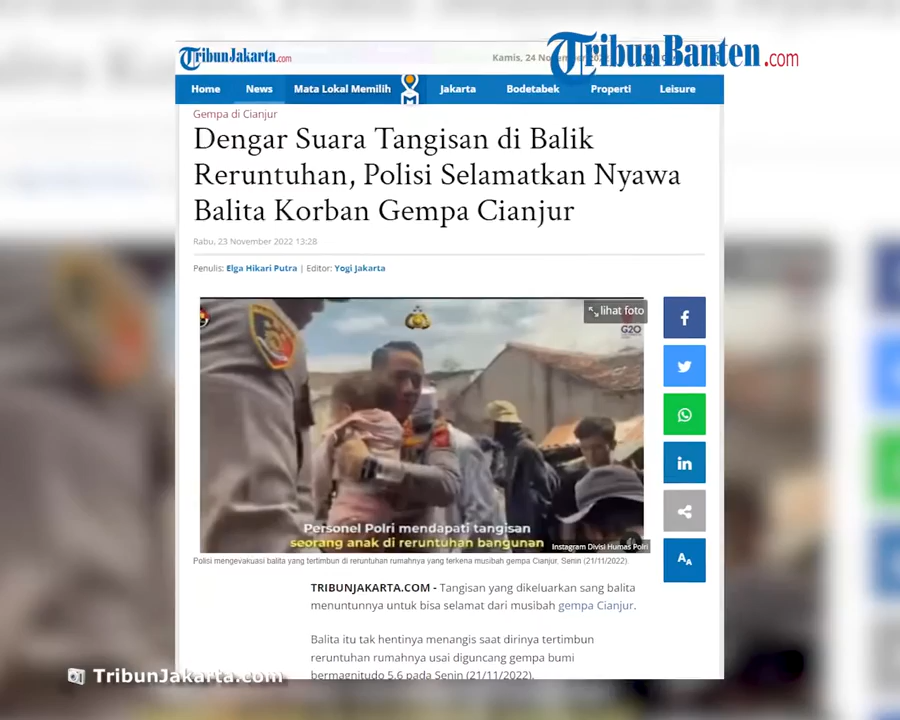 TRIBUNJAKARTA.com
Kamis, 24
TRIBUNBANTEN.com
Home News Mata Lokal Memilih Jakarta Bodetabek Properti Leisure
Gempa di Cianjur
Dengar Suara Tangisan di Balik
Reruntuhan, Polisi Selamatkan Nyawa
Balita Korban Gempa Cianjur
Rabu, 23 November 2022 13:28
Penulis: Elga Hikari Putra | Editor: Yogi Jakarta
lihat foto
G20
Personel Polri mendapati tangisan
seorang anak di reruntuhan bangunan
Instagram Divisi Humas Polri
Polisi mengevakuasi balita yang tertimbun di reruntuhan rumahnya yang terkena musibah gempa Cianjur, Senin (21/11/2022).
AA
TRIBUNJAKARTA.COM - Tangisan yang dikeluarkan sang balita
menuntunnya untuk bisa selamat dari musibah gempa Cianjur.
Balita itu tak hentinya menangis saat dirinya tertimbun
reruntuhan rumahnya usai diguncang gempa bumi
bermagnitudo 5,6 pada Senin (21/11/2022).
TribunJakarta.com